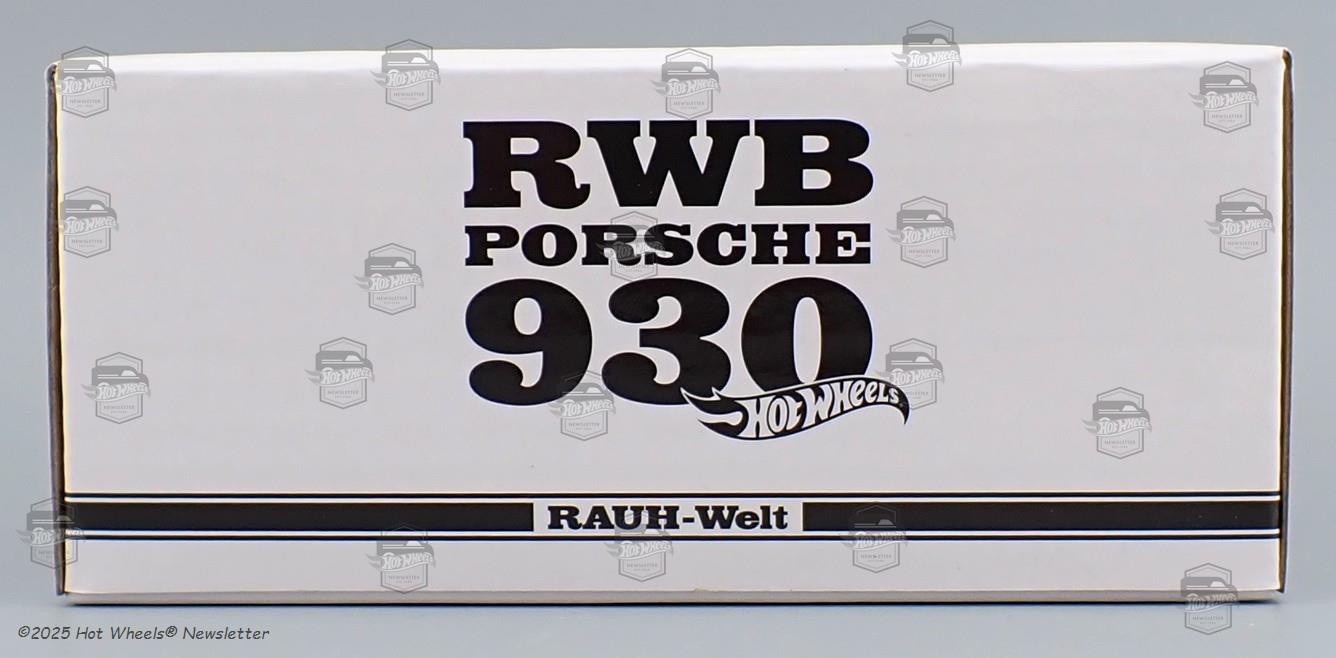 RWB
PORSCHE
930
HOT WHEELS
RAUH-Welt
©2025 Hot Wheels® Newsletter